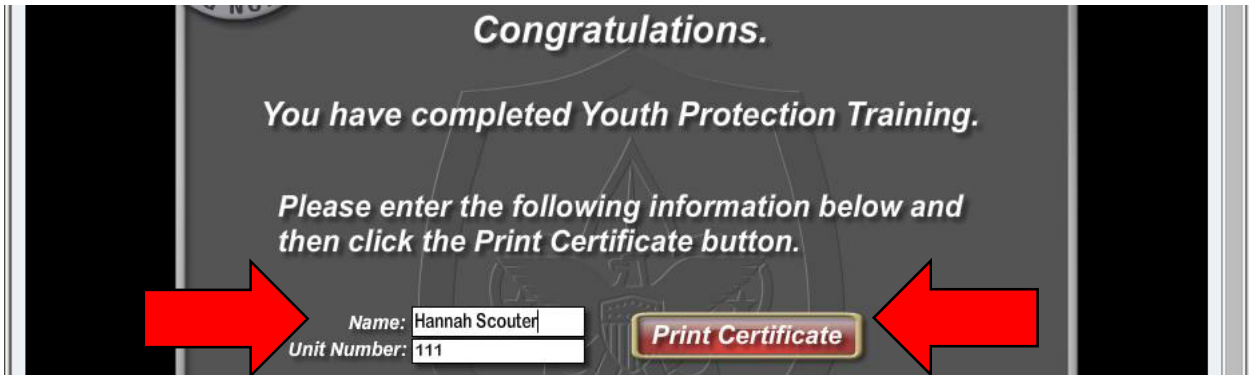 Congratulations.
You have completed Youth Protection Training.
Please enter the following information below and
then click the Print Certificate button.
Name: Hannah Scouter
Unit Number: 111
Print Certificate